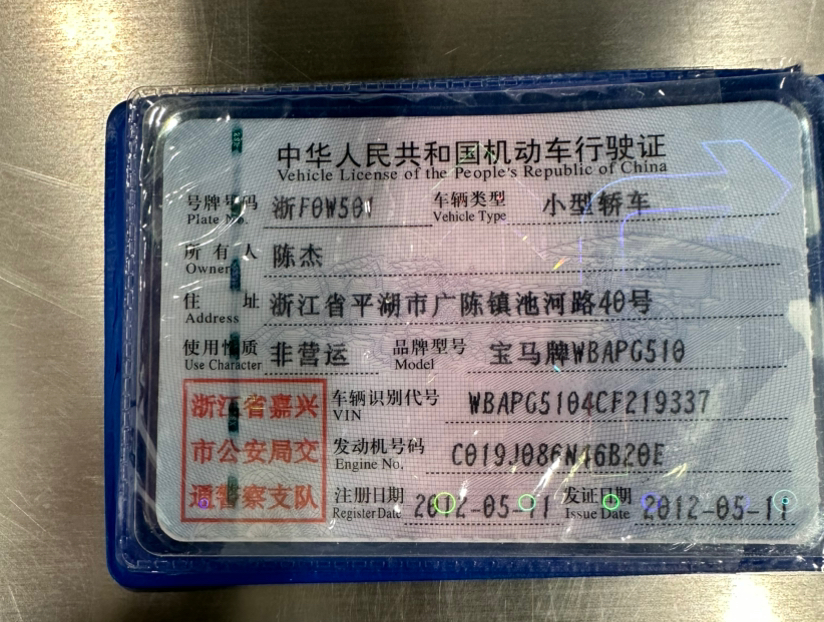 中华人民共和国机动车行驶证
Vehicle License of the People's Republic of China
号牌号码 浙F0W50 车辆类型 小型轿车
Plate No. Vehicle Type
所有人 陈杰
Owner
住址 浙江省平湖市广陈镇池河路40号
Address
使用性质 非营运 品牌型号 宝马牌WBAPG510
Use Character Model
浙江省嘉兴 车辆识别代号 WBAPG5104CF219337
VIN
市公安局交 发动机号码 C019J086N46B20E
Engine No.
通警察支队 注册日期 2012-05-11 发证日期 2012-05-11
Register Date Issue Date